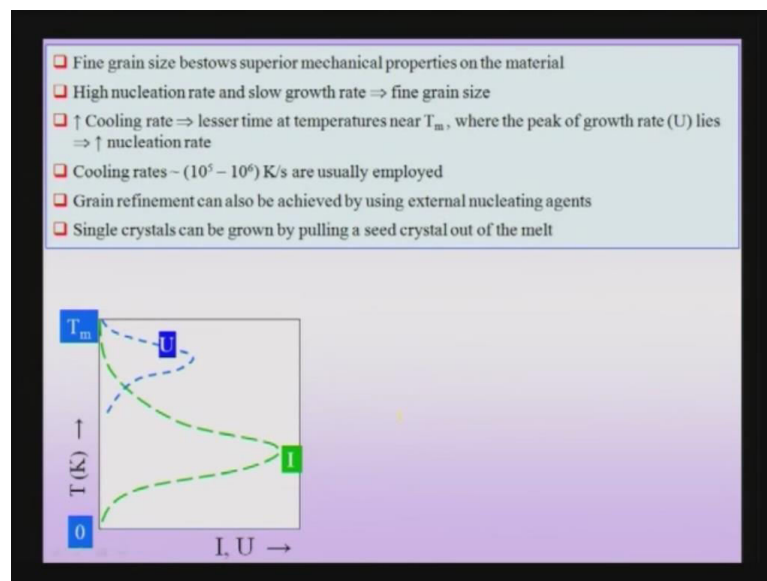 Fine grain size bestows superior mechanical properties on the material
High nucleation rate and slow growth rate ⇒ fine grain size
↑ Cooling rate ⇒ lesser time at temperatures near Tₘ, where the peak of growth rate (U) lies
⇒ ↑ nucleation rate
Cooling rates ~ (10⁵ – 10⁶) K/s are usually employed
Grain refinement can also be achieved by using external nucleating agents
Single crystals can be grown by pulling a seed crystal out of the melt
Tₘ
U
T (K) →
I
0
I, U →